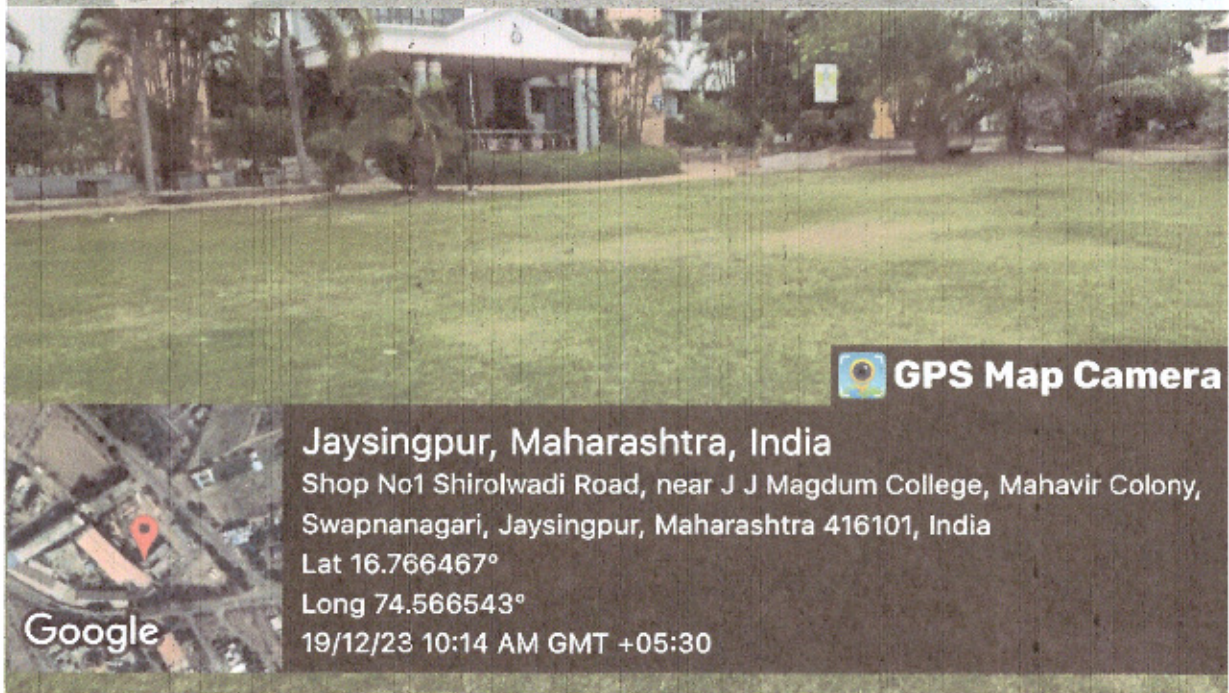 GPS Map Camera
Jaysingpur, Maharashtra, India
Shop No1 Shirolwadi Road, near J J Magdum College, Mahavir Colony,
Swapnanagari, Jaysingpur, Maharashtra 416101, India
Lat 16.766467°
Long 74.566543°
19/12/23 10:14 AM GMT +05:30
Google